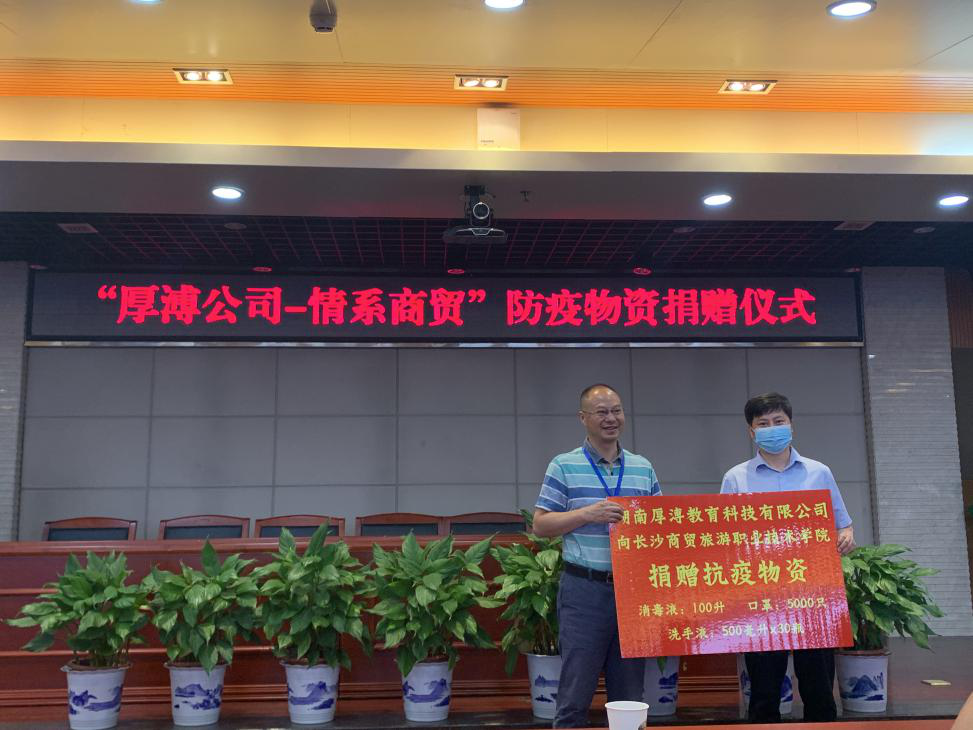 “厚溥公司-情系商贸”防疫物资捐赠仪式
湖南厚溥教育科技有限公司
向长沙商贸旅游职业技术学院
捐赠抗疫物资
消毒液：100升 口罩：5000只
洗手液：500毫升x30瓶